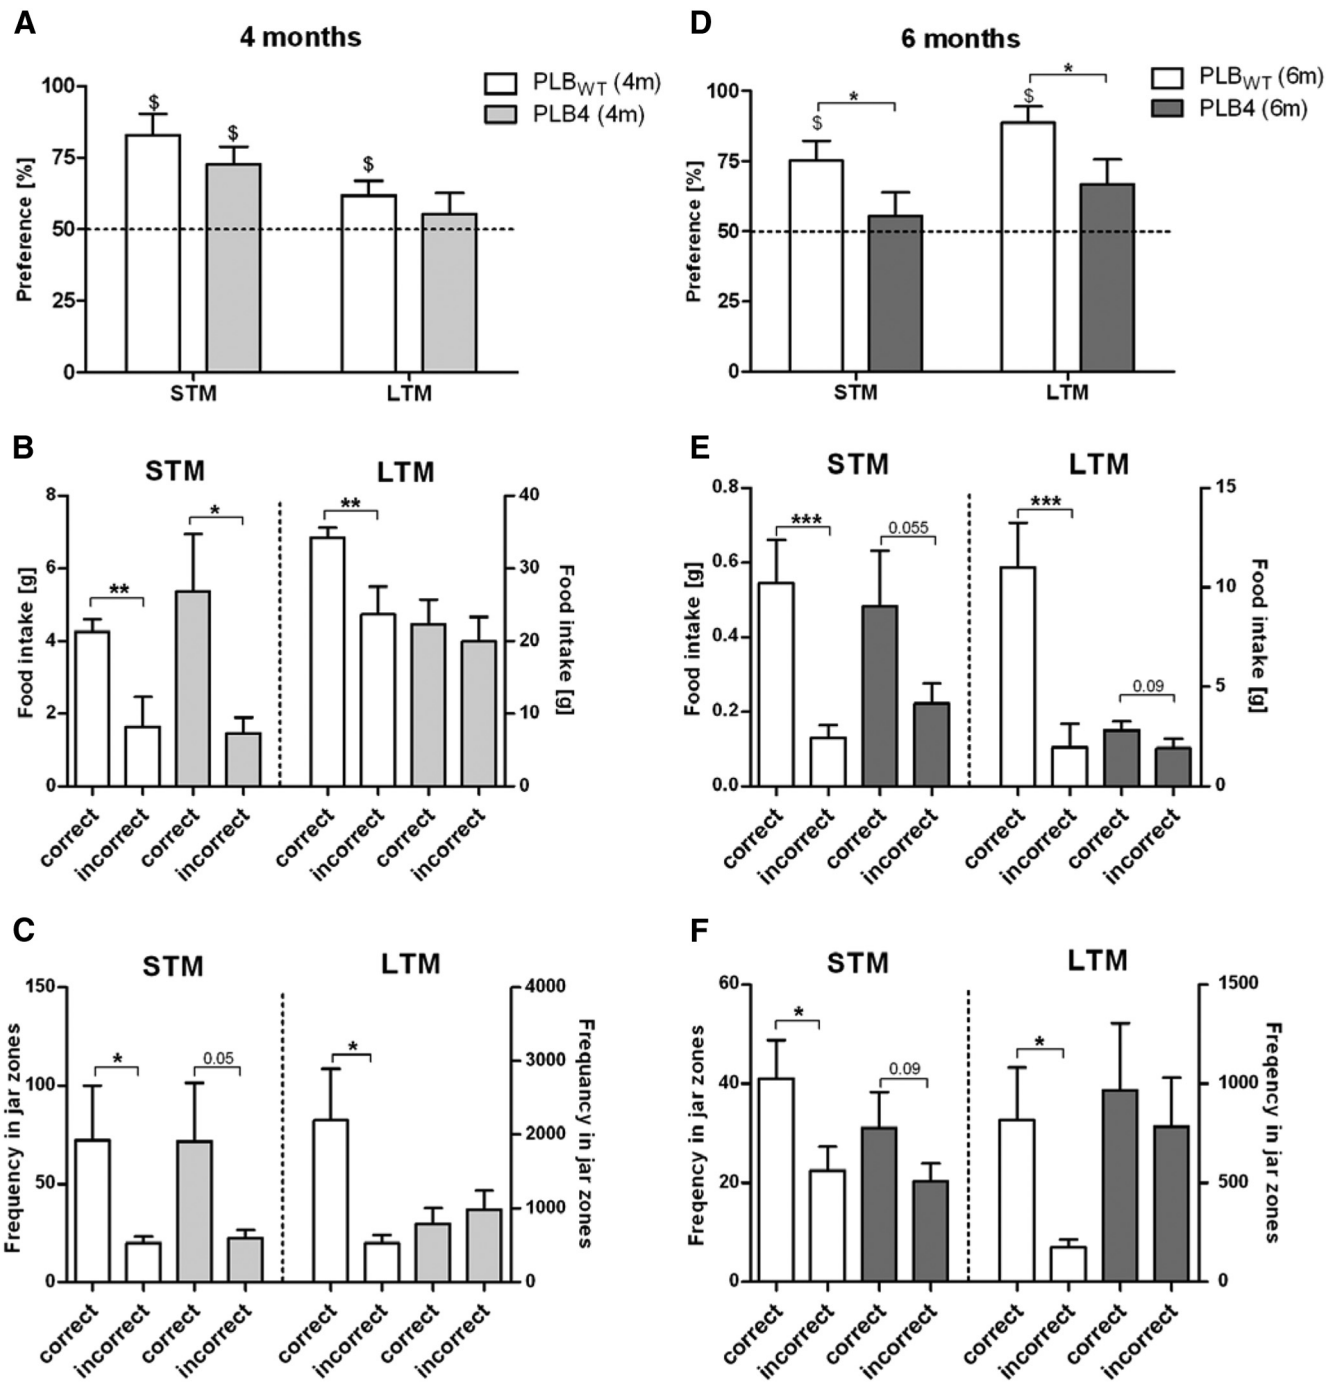 A
4 months
PLBWT (4m)
PLB4 (4m)
Preference [%]
100
75
50
25
0
$
$
$
STM
LTM
D
6 months
PLBWT (6m)
PLB4 (6m)
Preference [%]
100
75
50
25
0
$
*
$
*
STM
LTM
B
STM
LTM
Food intake [g]
8
6
4
2
0
**
*
**
40
30
20
10
0
Food intake [g]
correct
incorrect
correct
incorrect
correct
incorrect
correct
incorrect
E
STM
LTM
Food intake [g]
0.8
0.6
0.4
0.2
0.0
***
0.055
***
0.09
15
10
5
0
Food intake [g]
correct
incorrect
correct
incorrect
correct
incorrect
correct
incorrect
C
STM
LTM
Frequency in jar zones
150
100
50
0
*
0.05
*
4000
3000
2000
1000
0
Frequancy in jar zones
correct
incorrect
correct
incorrect
correct
incorrect
correct
incorrect
F
STM
LTM
Freqency in jar zones
60
40
20
0
*
0.09
*
1500
1000
500
0
Freqency in jar zones
correct
incorrect
correct
incorrect
correct
incorrect
correct
incorrect